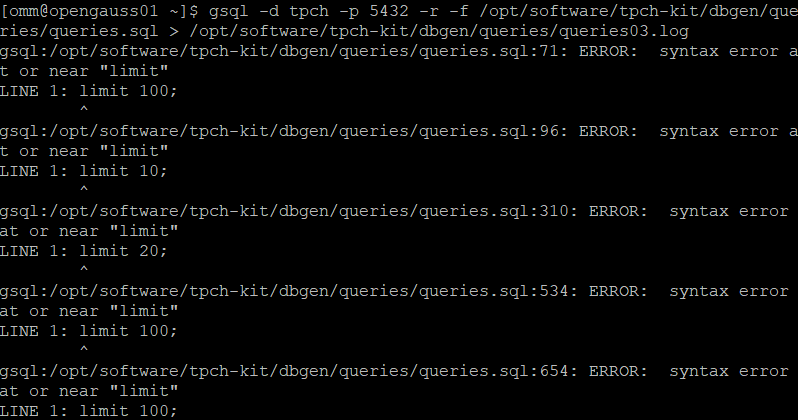 [omm@opengauss01 ~]$ gsql -d tpch -p 5432 -r -f /opt/software/tpch-kit/dbgen/que
ries/queries.sql > /opt/software/tpch-kit/dbgen/queries/queries03.log
gsql:/opt/software/tpch-kit/dbgen/queries/queries.sql:71: ERROR:  syntax error a
t or near "limit"
LINE 1: limit 100;
        ^
gsql:/opt/software/tpch-kit/dbgen/queries/queries.sql:96: ERROR:  syntax error a
t or near "limit"
LINE 1: limit 10;
        ^
gsql:/opt/software/tpch-kit/dbgen/queries/queries.sql:310: ERROR:  syntax error
at or near "limit"
LINE 1: limit 20;
        ^
gsql:/opt/software/tpch-kit/dbgen/queries/queries.sql:534: ERROR:  syntax error
at or near "limit"
LINE 1: limit 100;
        ^
gsql:/opt/software/tpch-kit/dbgen/queries/queries.sql:654: ERROR:  syntax error
at or near "limit"
LINE 1: limit 100;